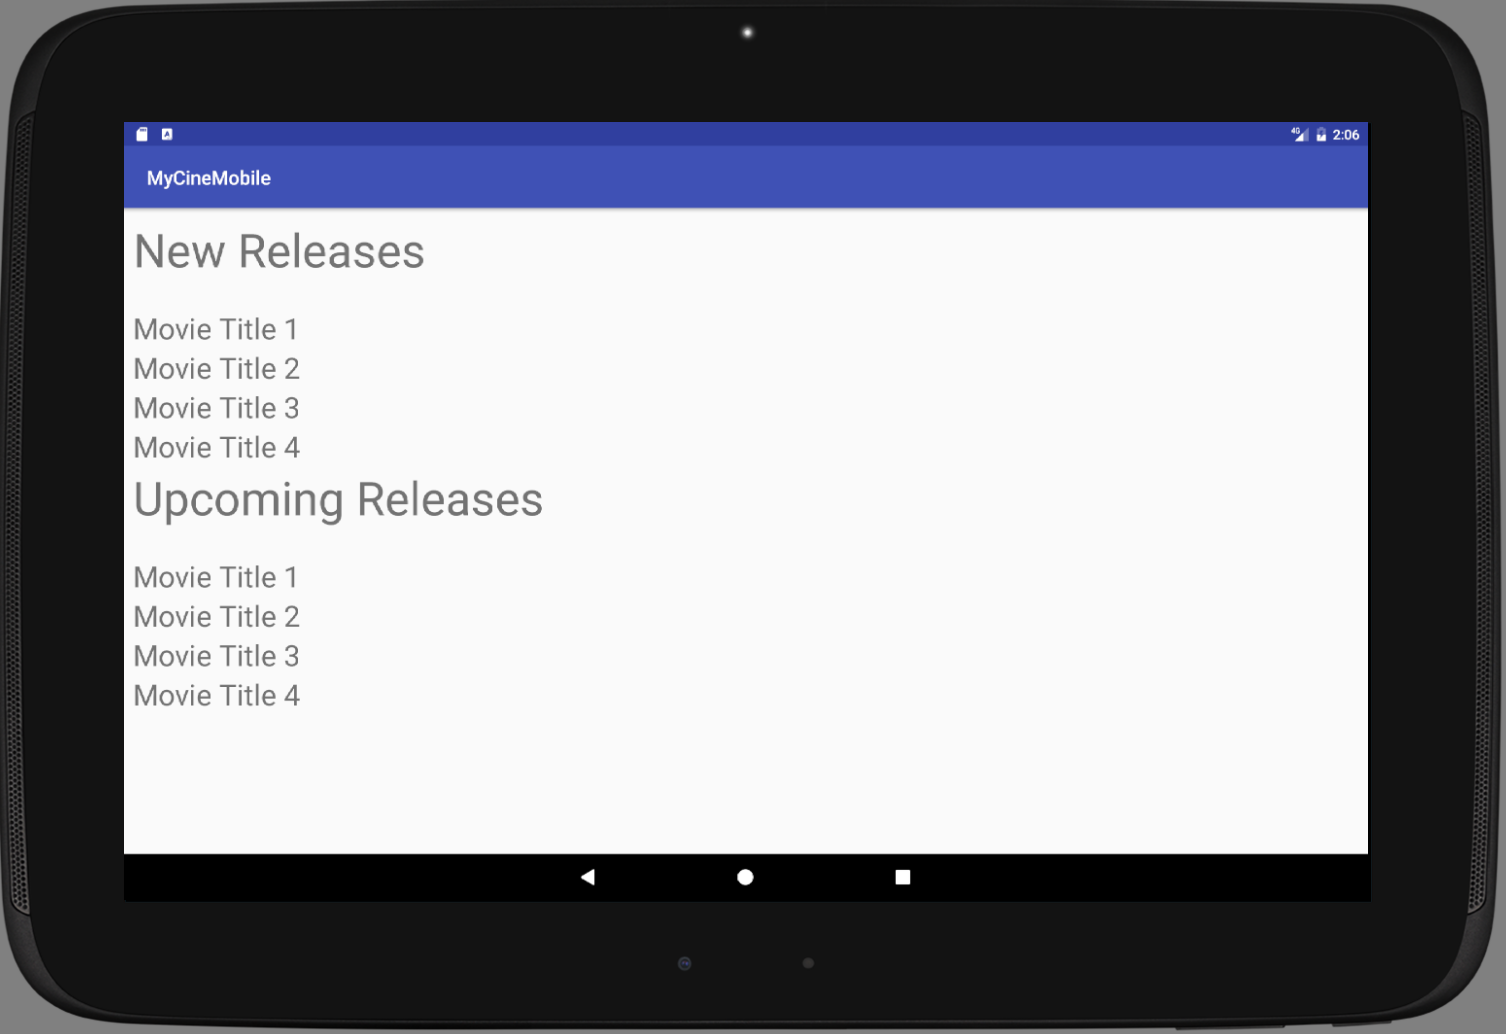 4G 2:06
MyCineMobile
New Releases
Movie Title 1
Movie Title 2
Movie Title 3
Movie Title 4
Upcoming Releases
Movie Title 1
Movie Title 2
Movie Title 3
Movie Title 4